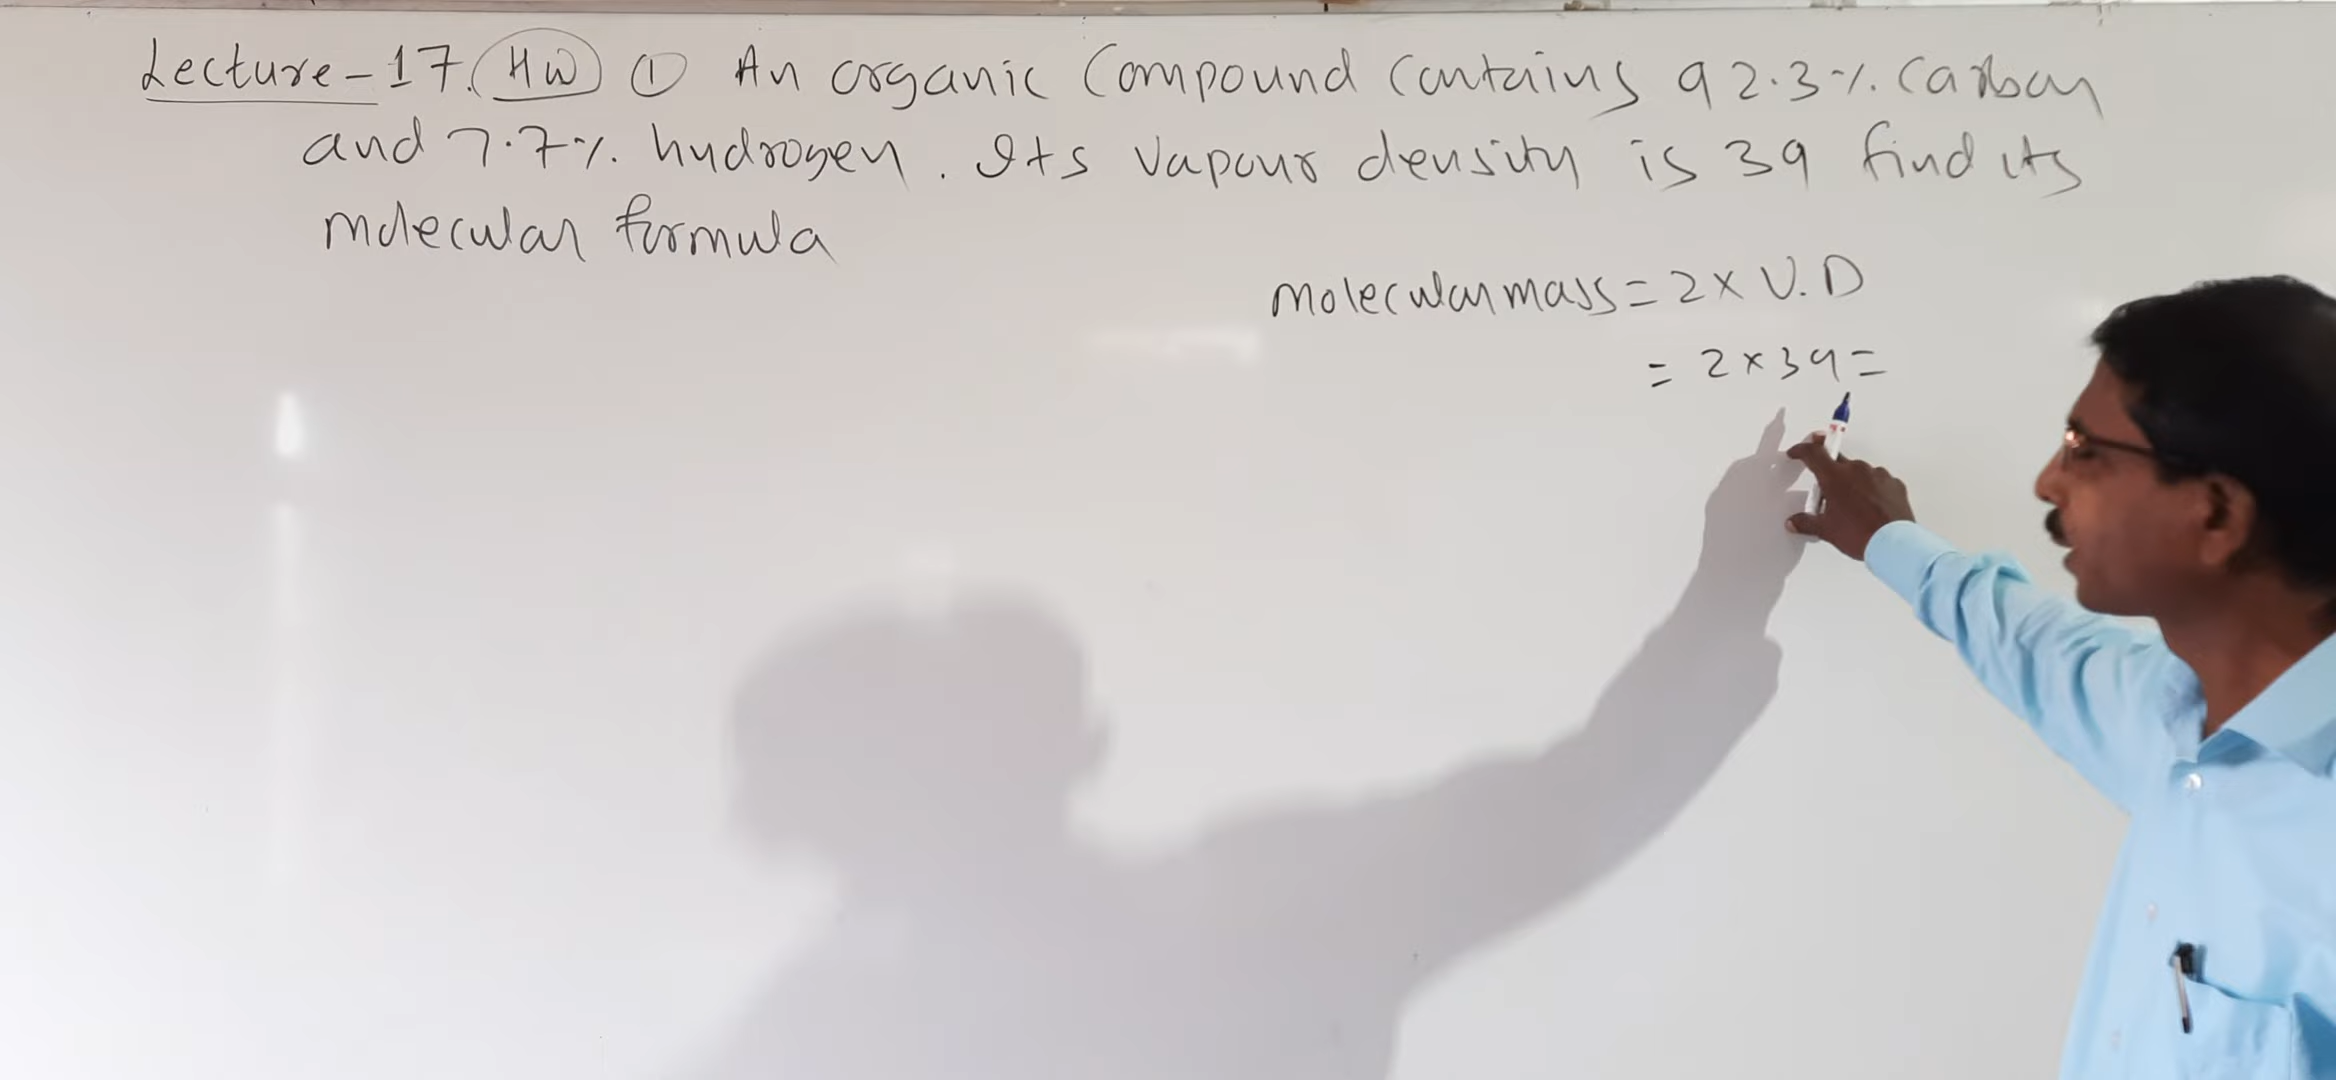 Lecture-17. HW ① An organic Compound Contains 92.3%. Carbon
and 7.7%. hydrogen. Its vapour density is 39 find its
molecular formula
molecular mass = 2 x V.D
= 2 x 39 =